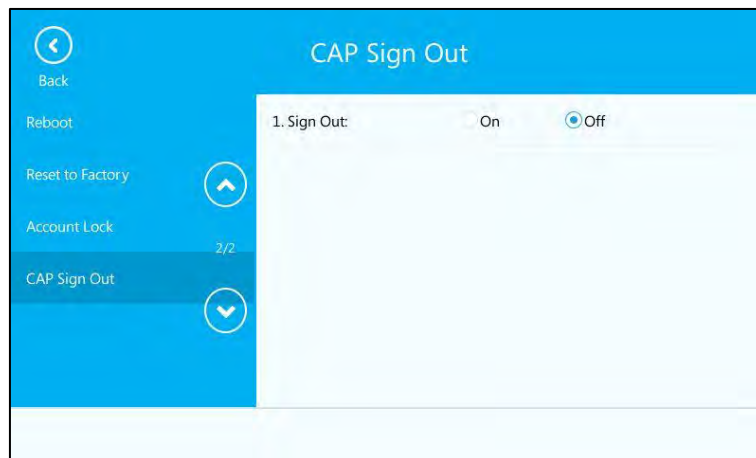 CAP Sign Out
Back
Reboot
1. Sign Out: On Off
Reset to Factory
Account Lock
2/2
CAP Sign Out